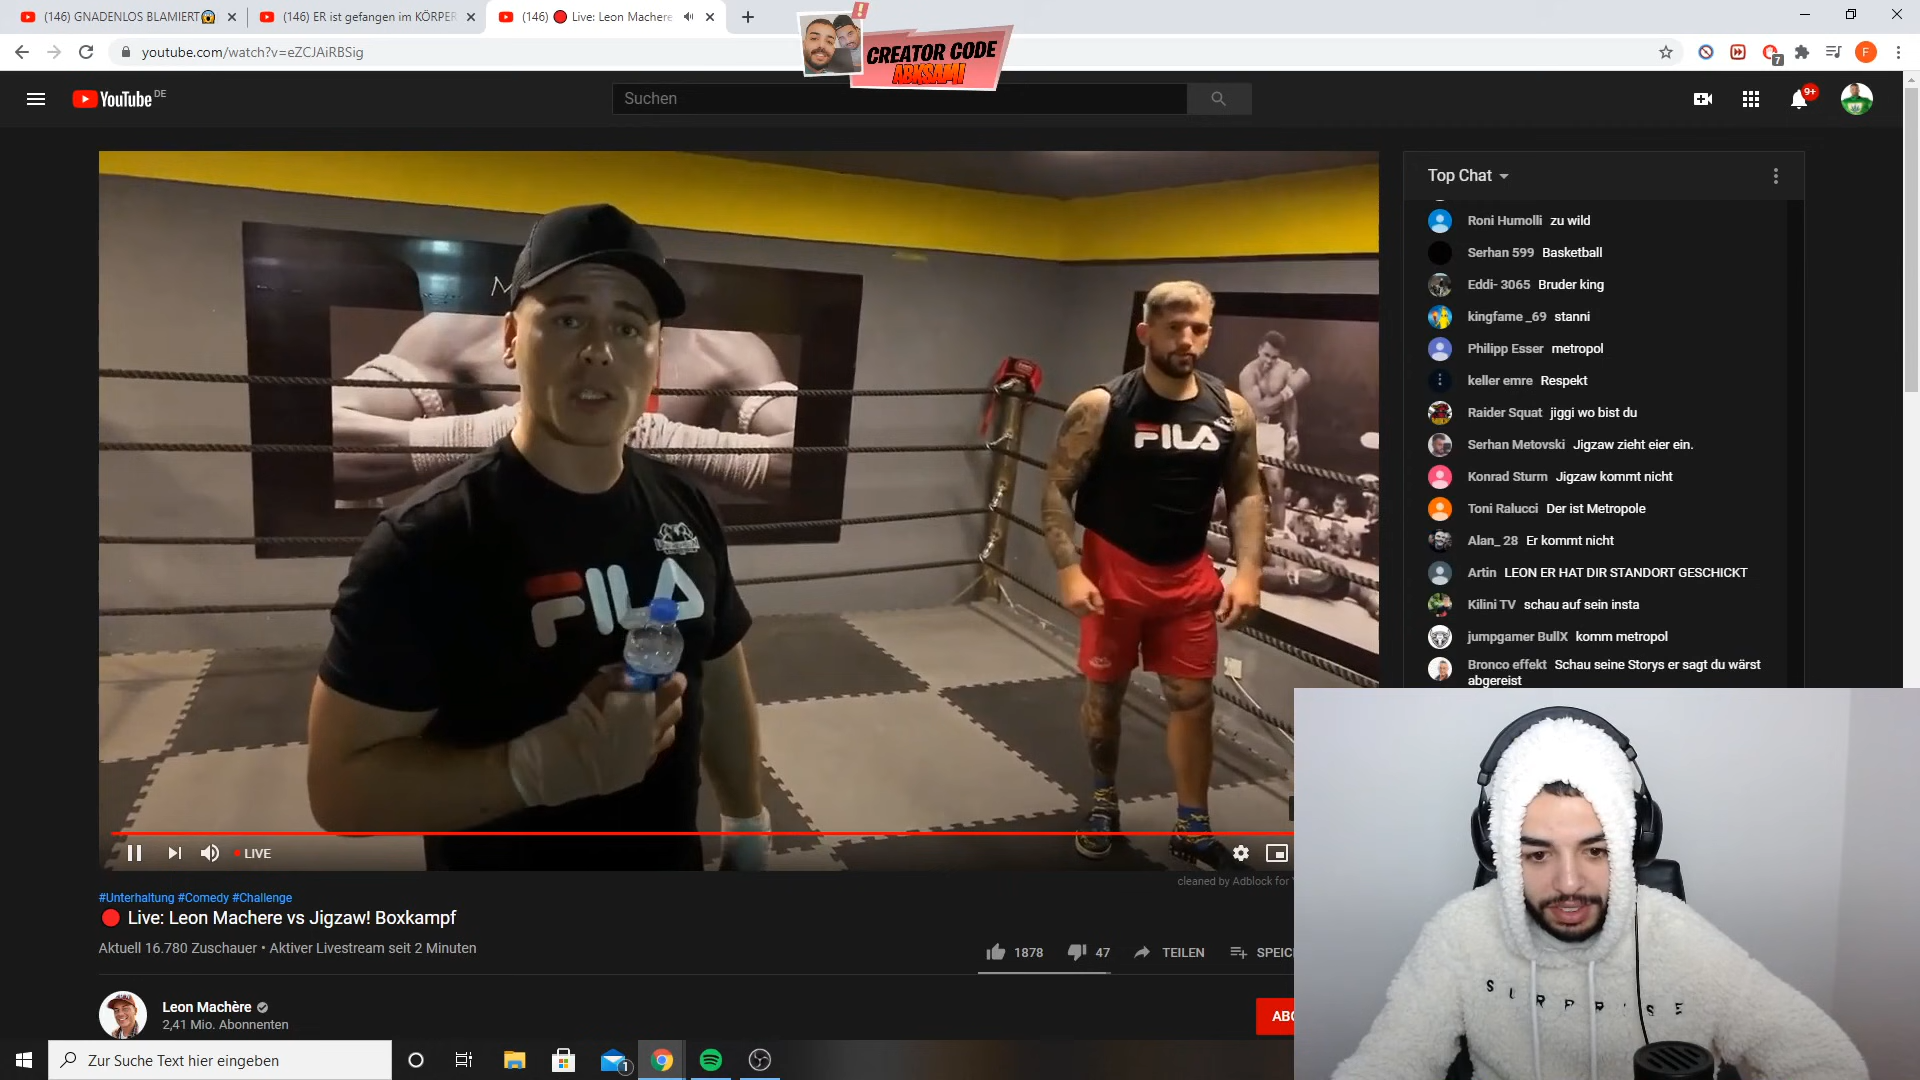 (146) GNADENLOS BLAMIERT😱
(146) ER ist gefangen im KÖRPER
(146) 🔴 Live: Leon Machere
youtube.com/watch?v=eZCJAiRBSig
7
F
!
CREATOR CODE
ABKSAMI
YouTube DE
Suchen
9+
Top Chat
Roni Humolli zu wild
Serhan 599 Basketball
Eddi- 3065 Bruder king
kingfame _69 stanni
Philipp Esser metropol
keller emre Respekt
Raider Squat jiggi wo bist du
Serhan Metovski Jigzaw zieht eier ein.
Konrad Sturm Jigzaw kommt nicht
Toni Ralucci Der ist Metropole
Alan_ 28 Er kommt nicht
Artin LEON ER HAT DIR STANDORT GESCHICKT
Kilini TV schau auf sein insta
jumpgamer BullX komm metropol
Bronco effekt Schau seine Storys er sagt du wärst
abgereist
FILA
FILA
LIVE
cleaned by Adblock for
#Unterhaltung #Comedy #Challenge
🔴 Live: Leon Machere vs Jigzaw! Boxkampf
Aktuell 16.780 Zuschauer • Aktiver Livestream seit 2 Minuten
1878
47
TEILEN
SPEIC
Leon Machère
2,41 Mio. Abonnenten
ABO
SURPRISE
Zur Suche Text hier eingeben
1